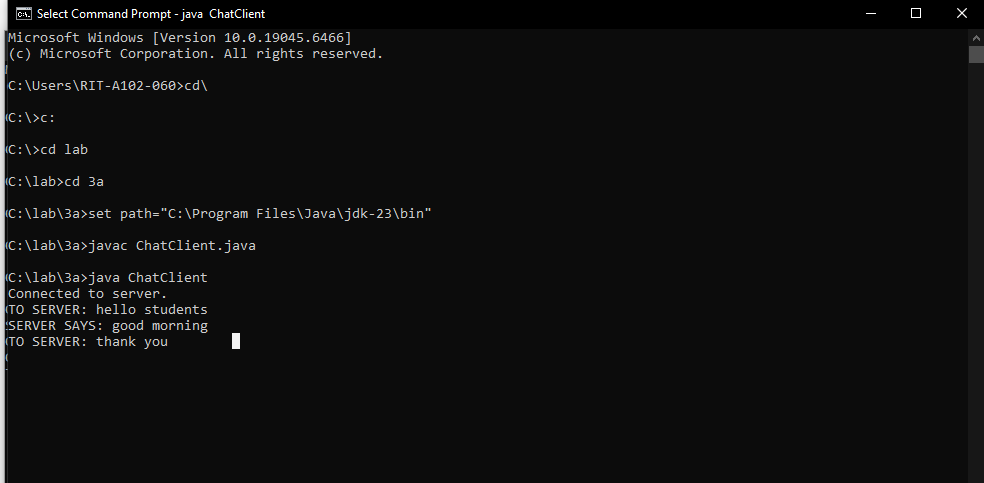 Select Command Prompt - java  ChatClient
Microsoft Windows [Version 10.0.19045.6466]
(c) Microsoft Corporation. All rights reserved.
C:\Users\RIT-A102-060>cd\
C:\>c:
C:\>cd lab
C:\lab>cd 3a
C:\lab\3a>set path="C:\Program Files\Java\jdk-23\bin"
C:\lab\3a>javac ChatClient.java
C:\lab\3a>java ChatClient
Connected to server.
TO SERVER: hello students
SERVER SAYS: good morning
TO SERVER: thank you